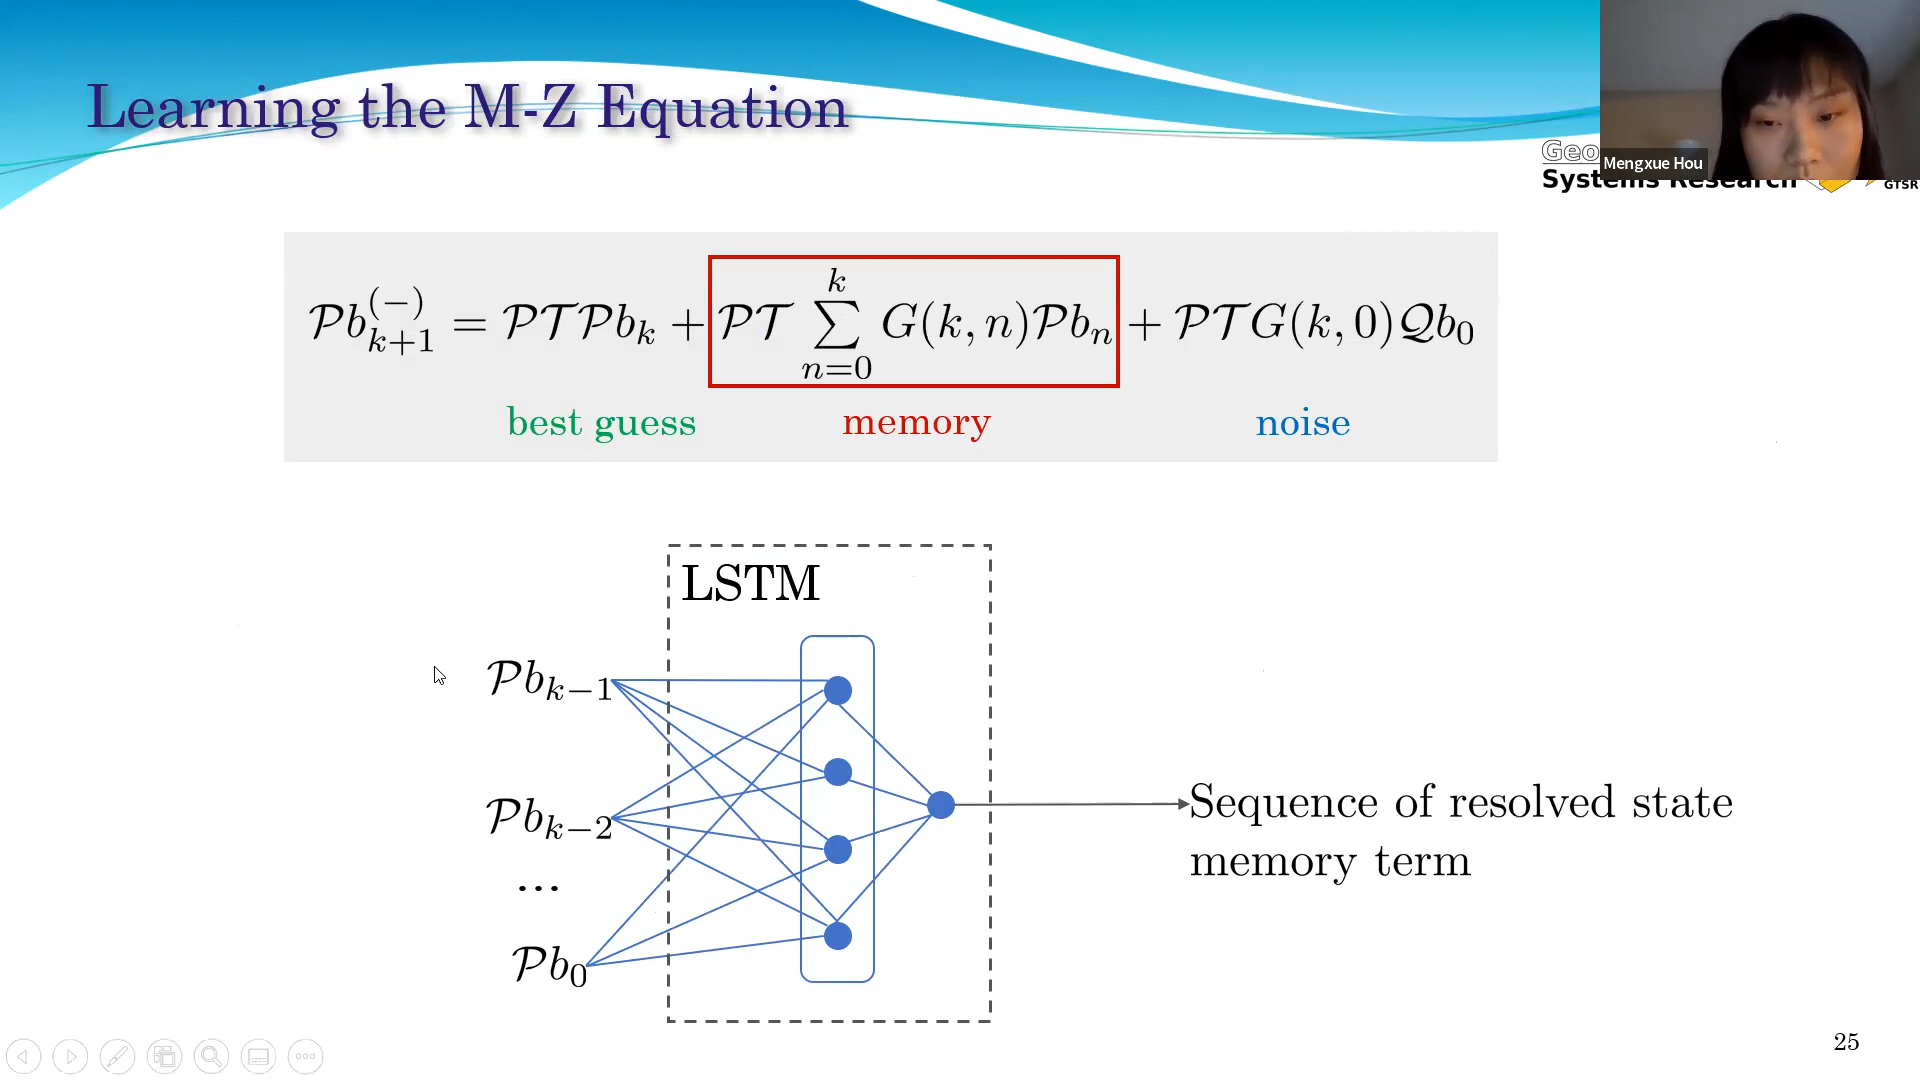 Learning the M-Z Equation
Geo
Systems Research
GTSR
Mengxue Hou
𝒫b_{k+1}^{(−)} = 𝒫𝒯𝒫b_k + 𝒫𝒯 ∑_{n=0}^{k} G(k, n)𝒫b_n + 𝒫𝒯G(k, 0)𝒬b_0
best guess memory noise
LSTM
𝒫b_{k−1}
𝒫b_{k−2}
...
𝒫b_0
Sequence of resolved state
memory term
25